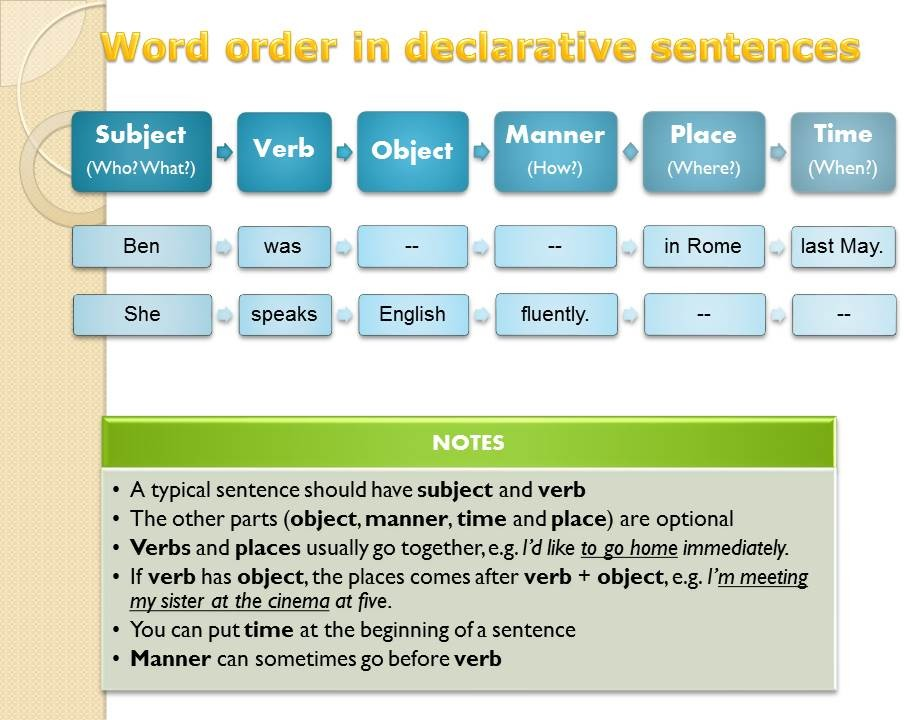 Word order in declarative sentences
Subject Verb Object Manner Place Time
(Who? What?) (How?) (Where?) (When?)
Ben was -- -- in Rome last May.
She speaks English fluently. -- --
NOTES
• A typical sentence should have subject and verb
• The other parts (object, manner, time and place) are optional
• Verbs and places usually go together, e.g. I'd like to go home immediately.
• If verb has object, the places comes after verb + object, e.g. I'm meeting
my sister at the cinema at five.
• You can put time at the beginning of a sentence
• Manner can sometimes go before verb